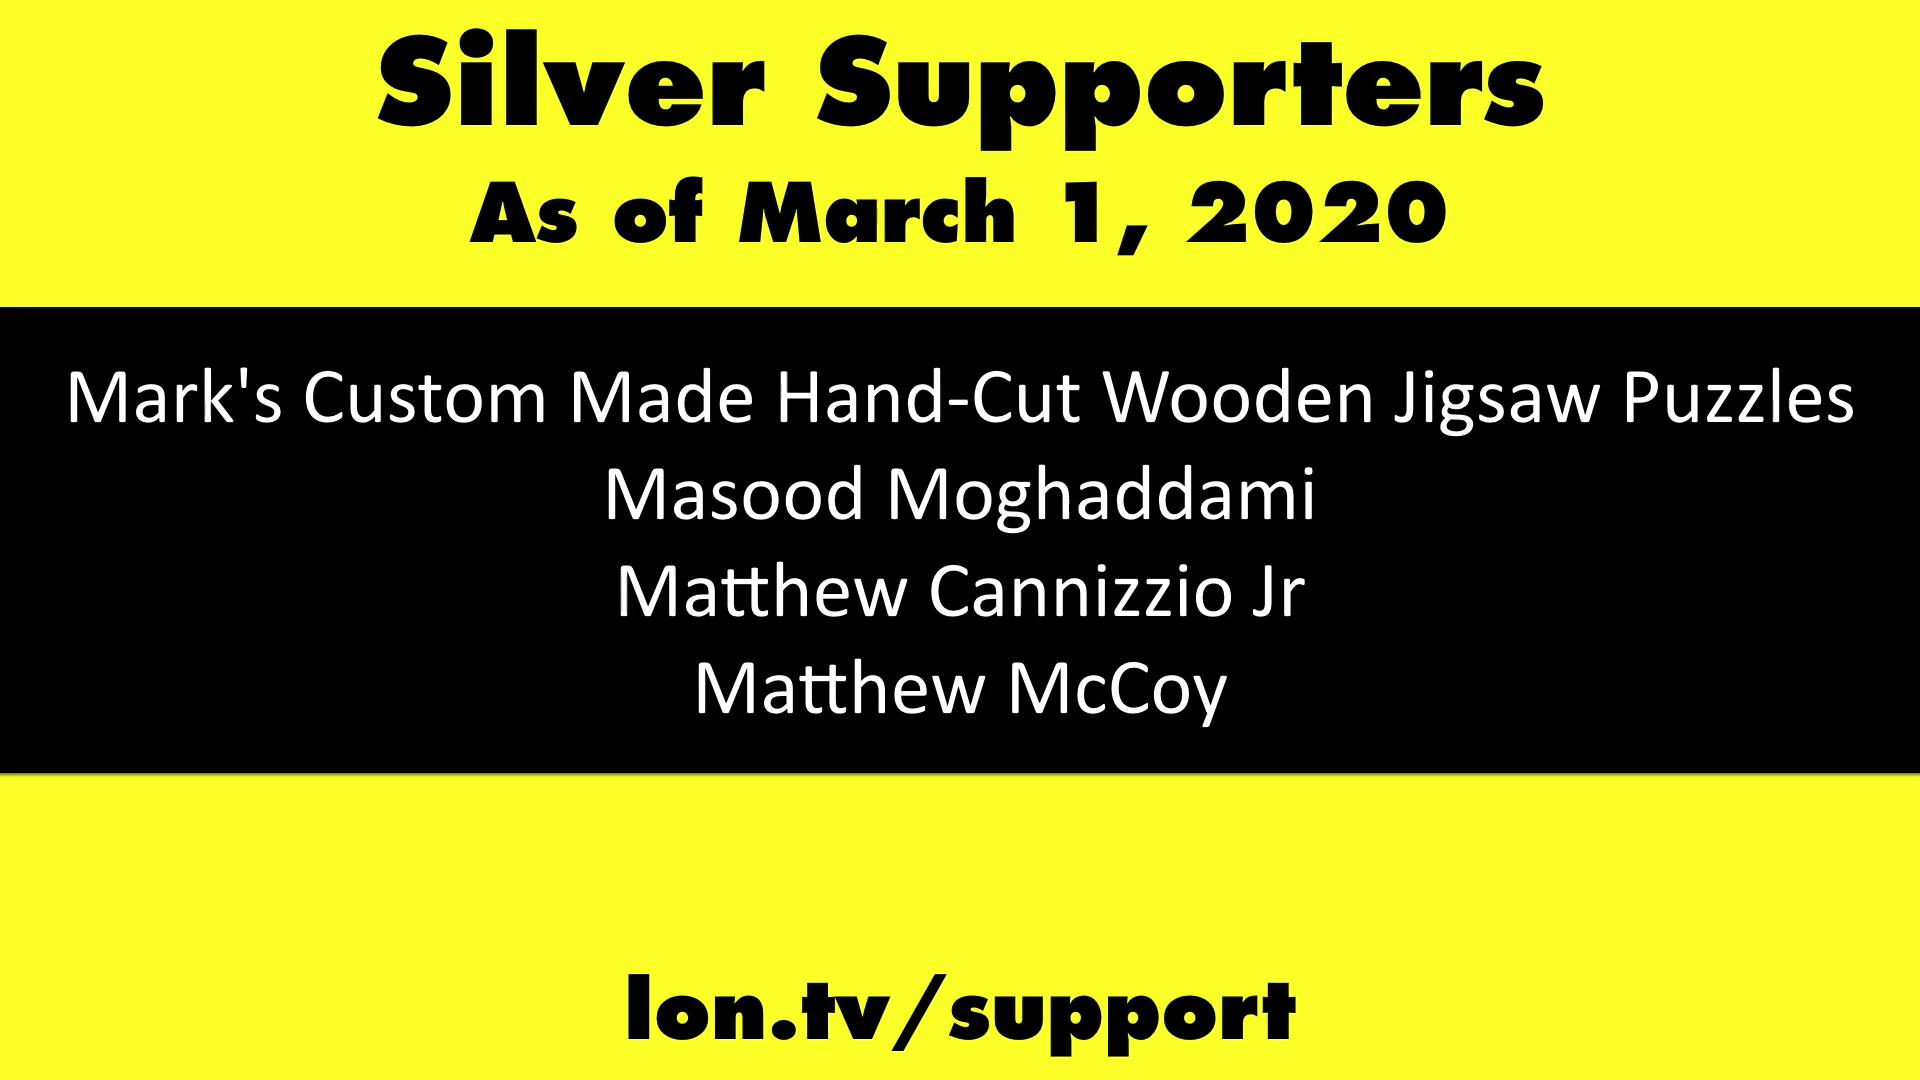 Silver Supporters
As of March 1, 2020
Mark's Custom Made Hand-Cut Wooden Jigsaw Puzzles
Masood Moghaddami
Matthew Cannizzio Jr
Matthew McCoy
lon.tv/support